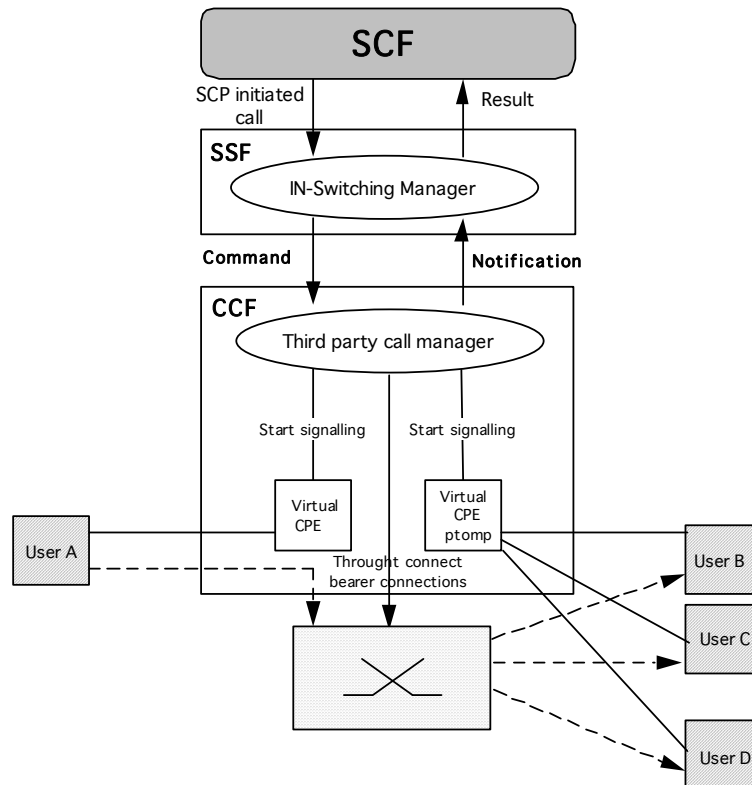 SCF
SCP initiated
call
Result
SSF
IN-Switching Manager
Command
Notification
CCF
Third party call manager
Start signalling
Start signalling
Virtual
CPE
Virtual
CPE
ptomp
User A
User B
Throught connect
bearer connections
User C
User D